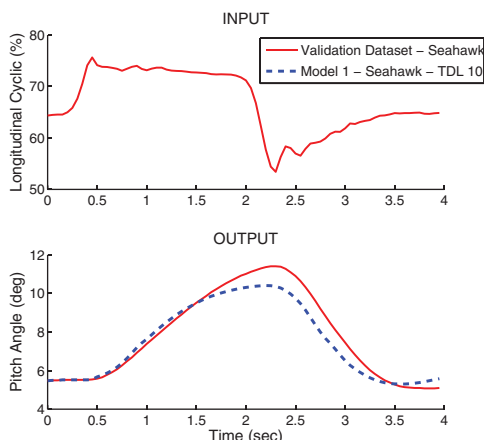 INPUT
Longitudinal Cyclic (%)
80
70
60
50
0 0.5 1 1.5 2 2.5 3 3.5 4
Validation Dataset – Seahawk
Model 1 – Seahawk – TDL 10
OUTPUT
Pitch Angle (deg)
12
10
8
6
4
0 0.5 1 1.5 2 2.5 3 3.5 4
Time (sec)